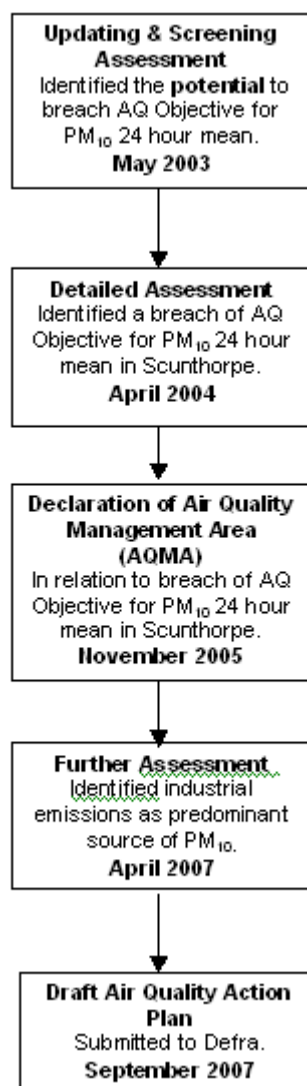 Updating & Screening
Assessment
Identified the potential to
breach AQ Objective for
PM₁₀ 24 hour mean.
May 2003
Detailed Assessment
Identified a breach of AQ
Objective for PM₁₀ 24 hour
mean in Scunthorpe.
April 2004
Declaration of Air Quality
Management Area
(AQMA)
In relation to breach of AQ
Objective for PM₁₀ 24 hour
mean in Scunthorpe.
November 2005
Further Assessment
Identified industrial
emissions as predominant
source of PM₁₀.
April 2007
Draft Air Quality Action
Plan
Submitted to Defra.
September 2007